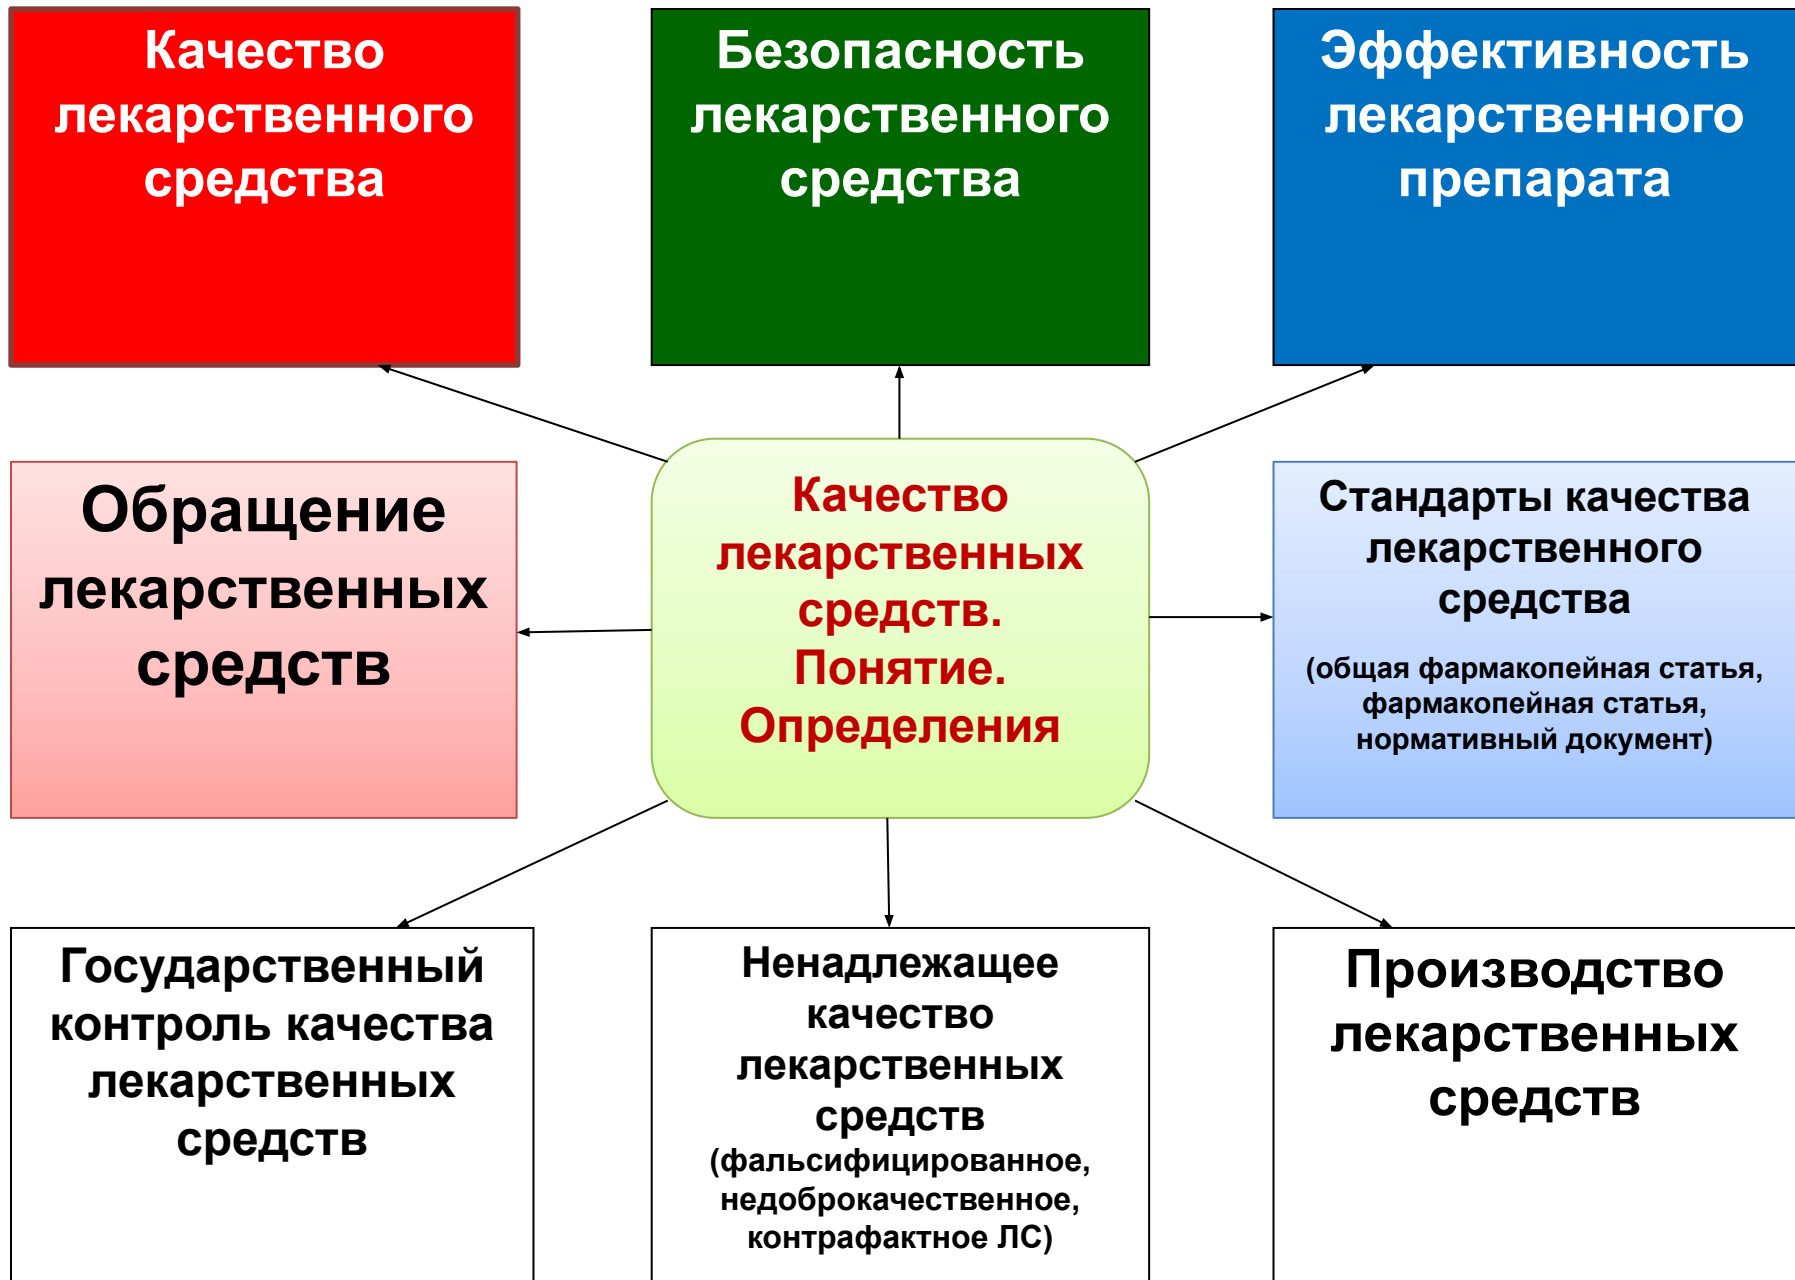 Качество
лекарственного
средства
Безопасность
лекарственного
средства
Эффективность
лекарственного
препарата
Обращение
лекарственных
средств
Качество
лекарственных
средств.
Понятие.
Определения
Стандарты качества
лекарственного
средства
(общая фармакопейная статья,
фармакопейная статья,
нормативный документ)
Государственный
контроль качества
лекарственных
средств
Ненадлежащее
качество
лекарственных
средств
(фальсифицированное,
недоброкачественное,
контрафактное ЛС)
Производство
лекарственных
средств